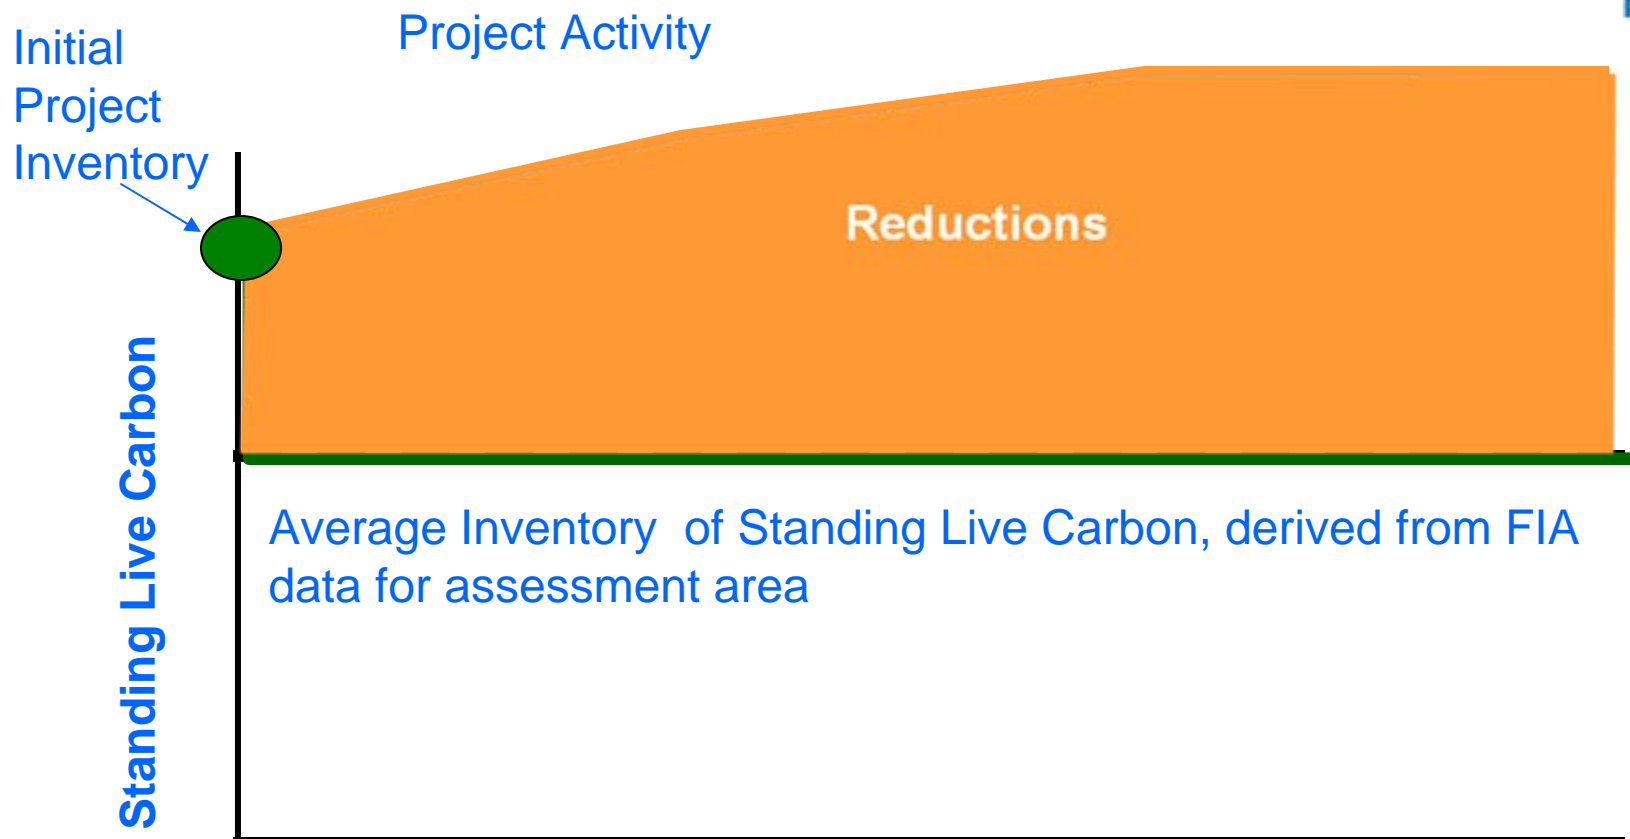 Project Activity
Initial
Project
Inventory
Reductions
Standing Live Carbon
Average Inventory  of Standing Live Carbon, derived from FIA
data for assessment area